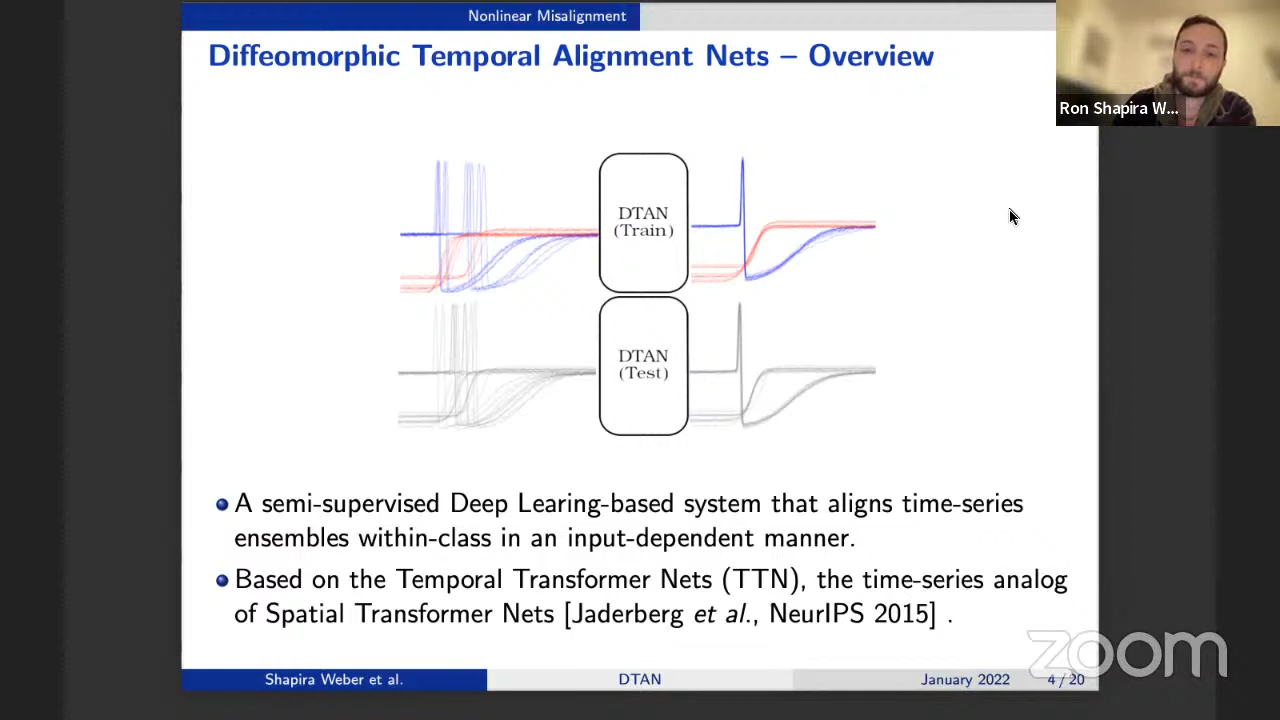 Nonlinear Misalignment
Diffeomorphic Temporal Alignment Nets – Overview
Ron Shapira W...
DTAN
(Train)
DTAN
(Test)
A semi-supervised Deep Learing-based system that aligns time-series
ensembles within-class in an input-dependent manner.
Based on the Temporal Transformer Nets (TTN), the time-series analog
of Spatial Transformer Nets [Jaderberg et al., NeurIPS 2015] .
zoom
Shapira Weber et al.
DTAN
January 2022
4 / 20